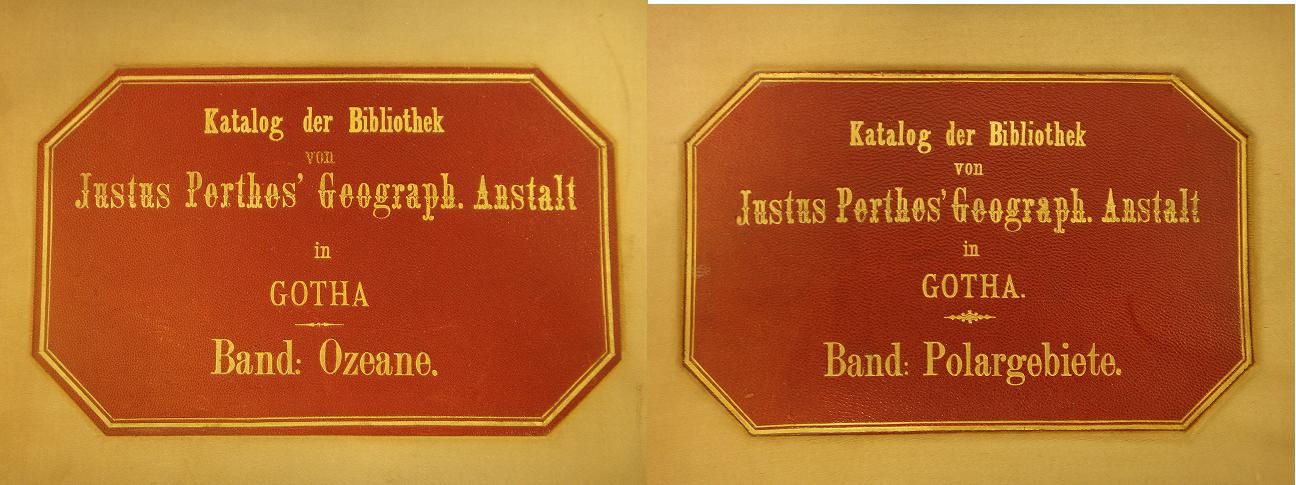 Katalog der Bibliothek
von
Justus Perthes' Geograph. Anstalt
in
GOTHA
Band: Ozeane.
Katalog der Bibliothek
von
Justus Perthes' Geograph. Anstalt
in
GOTHA.
Band: Polargebiete.